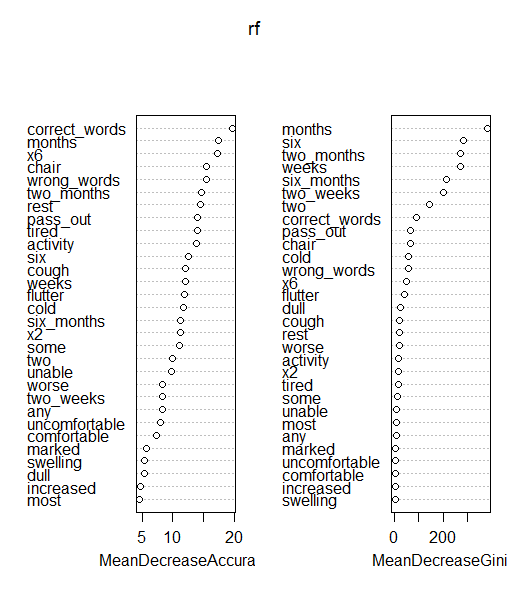 rf
correct_words
months
x6
chair
wrong_words
two_months
rest
pass_out
tired
activity
six
cough
weeks
flutter
cold
six_months
x2
some
two
unable
worse
two_weeks
any
uncomfortable
comfortable
marked
swelling
dull
increased
most
5 10 20
MeanDecreaseAccura
months
six
two_months
weeks
six_months
two_weeks
two
correct_words
pass_out
chair
cold
wrong_words
x6
flutter
dull
cough
rest
worse
activity
x2
tired
some
unable
most
any
marked
uncomfortable
comfortable
increased
swelling
0 200
MeanDecreaseGini